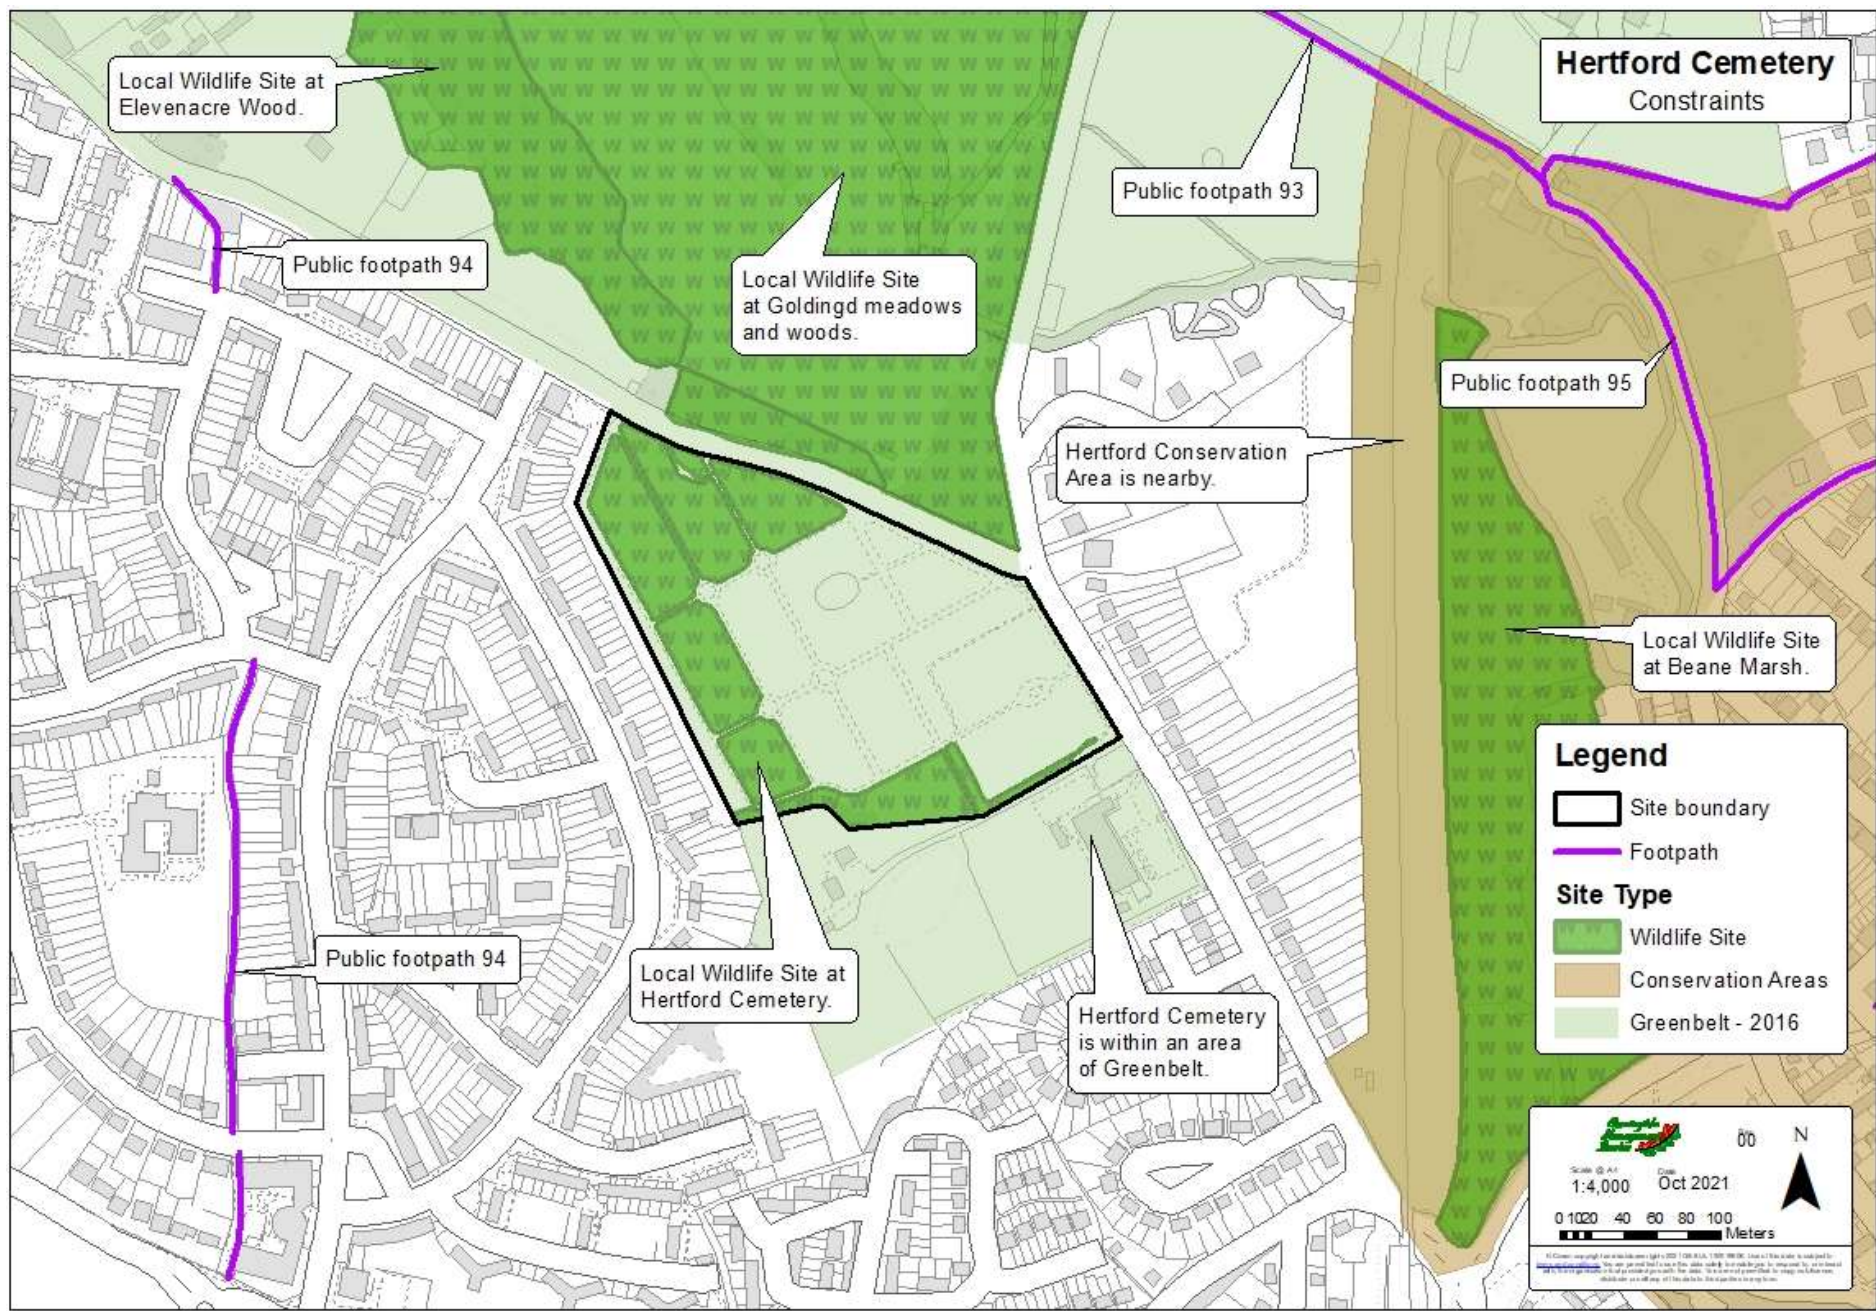 Hertford Cemetery
Constraints
Local Wildlife Site at
Elevenacre Wood.
Public footpath 93
Public footpath 94
Local Wildlife Site
at Goldingd meadows
and woods.
Public footpath 95
Hertford Conservation
Area is nearby.
Local Wildlife Site
at Beane Marsh.
Public footpath 94
Local Wildlife Site at
Hertford Cemetery.
Hertford Cemetery
is within an area
of Greenbelt.
Legend
Site boundary
Footpath
Site Type
Wildlife Site
Conservation Areas
Greenbelt - 2016
N
Scale @ A4
Date
1:4,000
Oct 2021
0 10 20 40 60 80 100
Meters